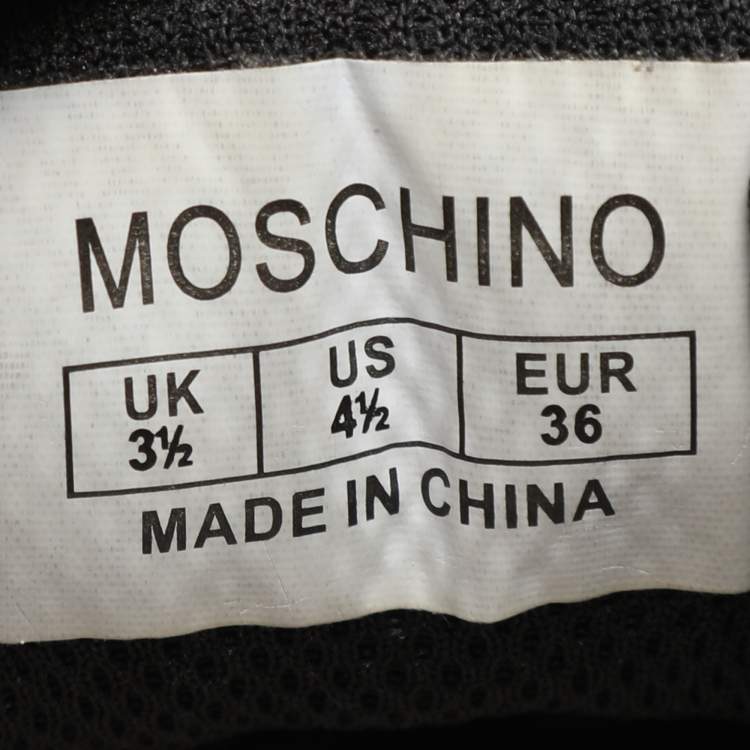 MOSCHINO
UK US EUR
3½ 4½ 36
MADE IN CHINA